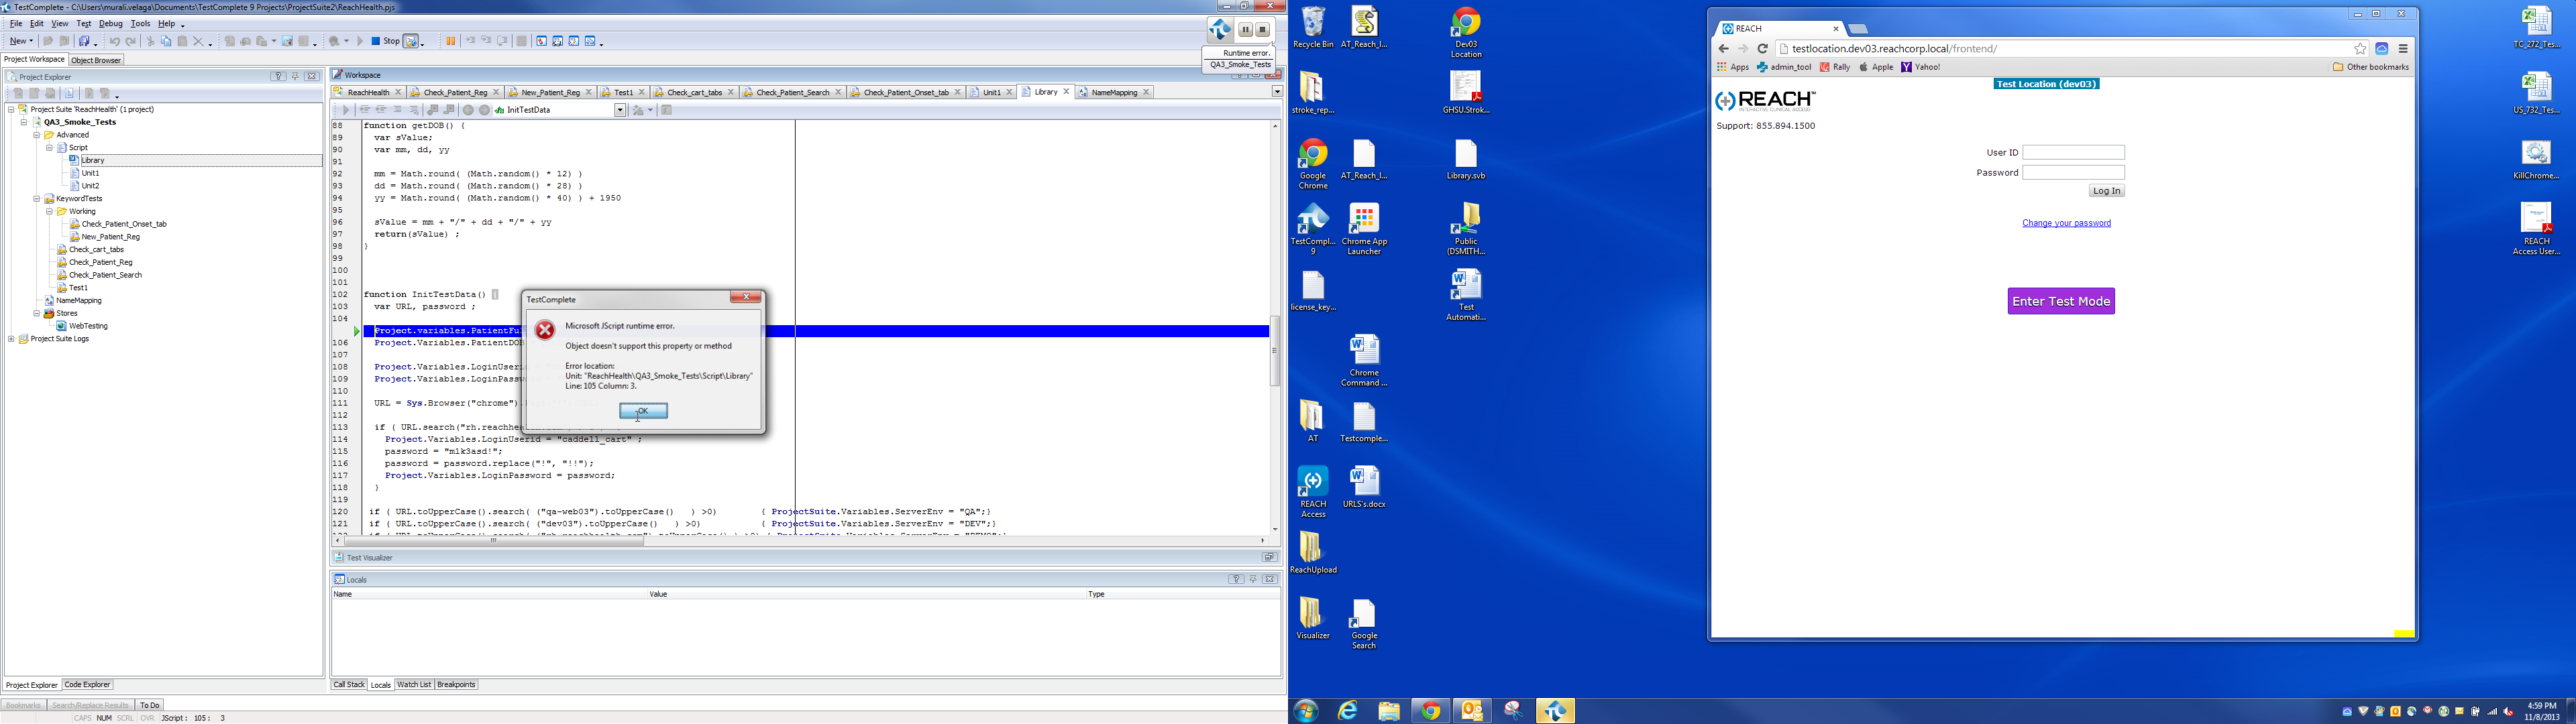 TestComplete - C:\Users\murali.velaga\Documents\TestComplete 9 Projects\ProjectSuite2\ReachHealth.pjs
File Edit View Test Debug Tools Help
New Stop
Runtime error.
QA3_Smoke_Tests
Project Workspace Object Browser
Project Explorer
Project Suite 'ReachHealth' (1 project)
QA3_Smoke_Tests
Advanced
Script
Library
Unit1
Unit2
KeywordTests
Working
Check_Patient_Onset_tab
New_Patient_Reg
Check_cart_tabs
Check_Patient_Reg
Check_Patient_Search
Test1
NameMapping
Stores
WebTesting
Project Suite Logs
Project Explorer Code Explorer
Workspace
ReachHealth Check_Patient_Reg New_Patient_Reg Test1 Check_cart_tabs Check_Patient_Search Check_Patient_Onset_tab Unit1 Library NameMapping
InitTestData
88 function getDOB() {
89 var sValue;
90 var mm, dd, yy
91
92 mm = Math.round( (Math.random() * 12) )
93 dd = Math.round( (Math.random() * 28) )
94 yy = Math.round( (Math.random() * 40) ) + 1950
95
96 sValue = mm + "/" + dd + "/" + yy
97 return(sValue) ;
98 }
99
100
101
102 function InitTestData() {
103 var URL, password ;
104
Project.variables.PatientFul
106 Project.Variables.PatientDOB
107
108 Project.Variables.LoginUseri
109 Project.Variables.LoginPassw
110
111 URL = Sys.Browser("chrome").
112
113 if ( URL.search("rh.reachhea
114 Project.Variables.LoginUserid = "caddell_cart" ;
115 password = "m1k3asd!";
116 password = password.replace("!", "!!");
117 Project.Variables.LoginPassword = password;
118 }
119
120 if ( URL.toUpperCase().search( ("qa-web03").toUpperCase() ) >0) { ProjectSuite.Variables.ServerEnv = "QA";}
121 if ( URL.toUpperCase().search( ("dev03").toUpperCase() ) >0) { ProjectSuite.Variables.ServerEnv = "DEV";}
TestComplete
Microsoft JScript runtime error.
Object doesn't support this property or method
Error location:
Unit: "ReachHealth\QA3_Smoke_Tests\Script\Library"
Line: 105 Column: 3.
OK
Test Visualizer
Locals
Name Value Type
Call Stack Locals Watch List Breakpoints
Bookmarks Search/Replace Results To Do
CAPS NUM SCRL OVR JScript : 105 : 3
Recycle Bin
AT_Reach_I...
Dev03 Location
stroke_rep...
GHSU.Strok...
Google Chrome
AT_Reach_I...
Library.svb
TestCompl... 9
Chrome App Launcher
Public (DSMITH...
license_key...
Test Automati...
Chrome Command ...
AT
Testcomple...
REACH Access
URLS's.docx
ReachUpload
Visualizer
Google Search
REACH
testlocation.dev03.reachcorp.local/frontend/
Apps admin_tool Rally Apple Yahoo! Other bookmarks
Test Location (dev03)
REACH™
INTERACTIVE CLINICAL ACCESS
Support: 855.894.1500
User ID
Password
Log In
Change your password
Enter Test Mode
TC_272_Tes...
US_732_Tes...
KillChrome...
REACH Access User...
4:59 PM
11/8/2013